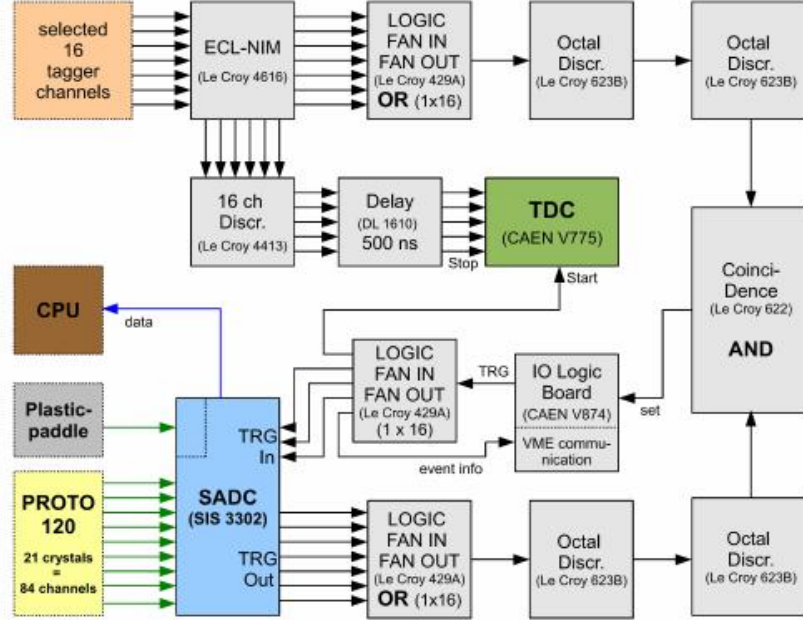 selected
16
tagger
channels
ECL-NIM
(Le Croy 4616)
LOGIC
FAN IN
FAN OUT
(Le Croy 429A)
OR (1x16)
Octal
Discr.
(Le Croy 623B)
Octal
Discr.
(Le Croy 623B)
16 ch
Discr.
(Le Croy 4413)
Delay
(DL 1610)
500 ns
Stop
TDC
(CAEN V775)
Start
Coinci-
Dence
(Le Croy 622)
AND
CPU
data
LOGIC
FAN IN
FAN OUT
(Le Croy 429A)
(1 x 16)
TRG
IO Logic
Board
(CAEN V874)
VME commu-
nication
set
event info
Plastic-
paddle
TRG
In
SADC
(SIS 3302)
TRG
Out
PROTO
120
21 crystals
=
84 channels
LOGIC
FAN IN
FAN OUT
(Le Croy 429A)
OR (1x16)
Octal
Discr.
(Le Croy 623B)
Octal
Discr.
(Le Croy 623B)